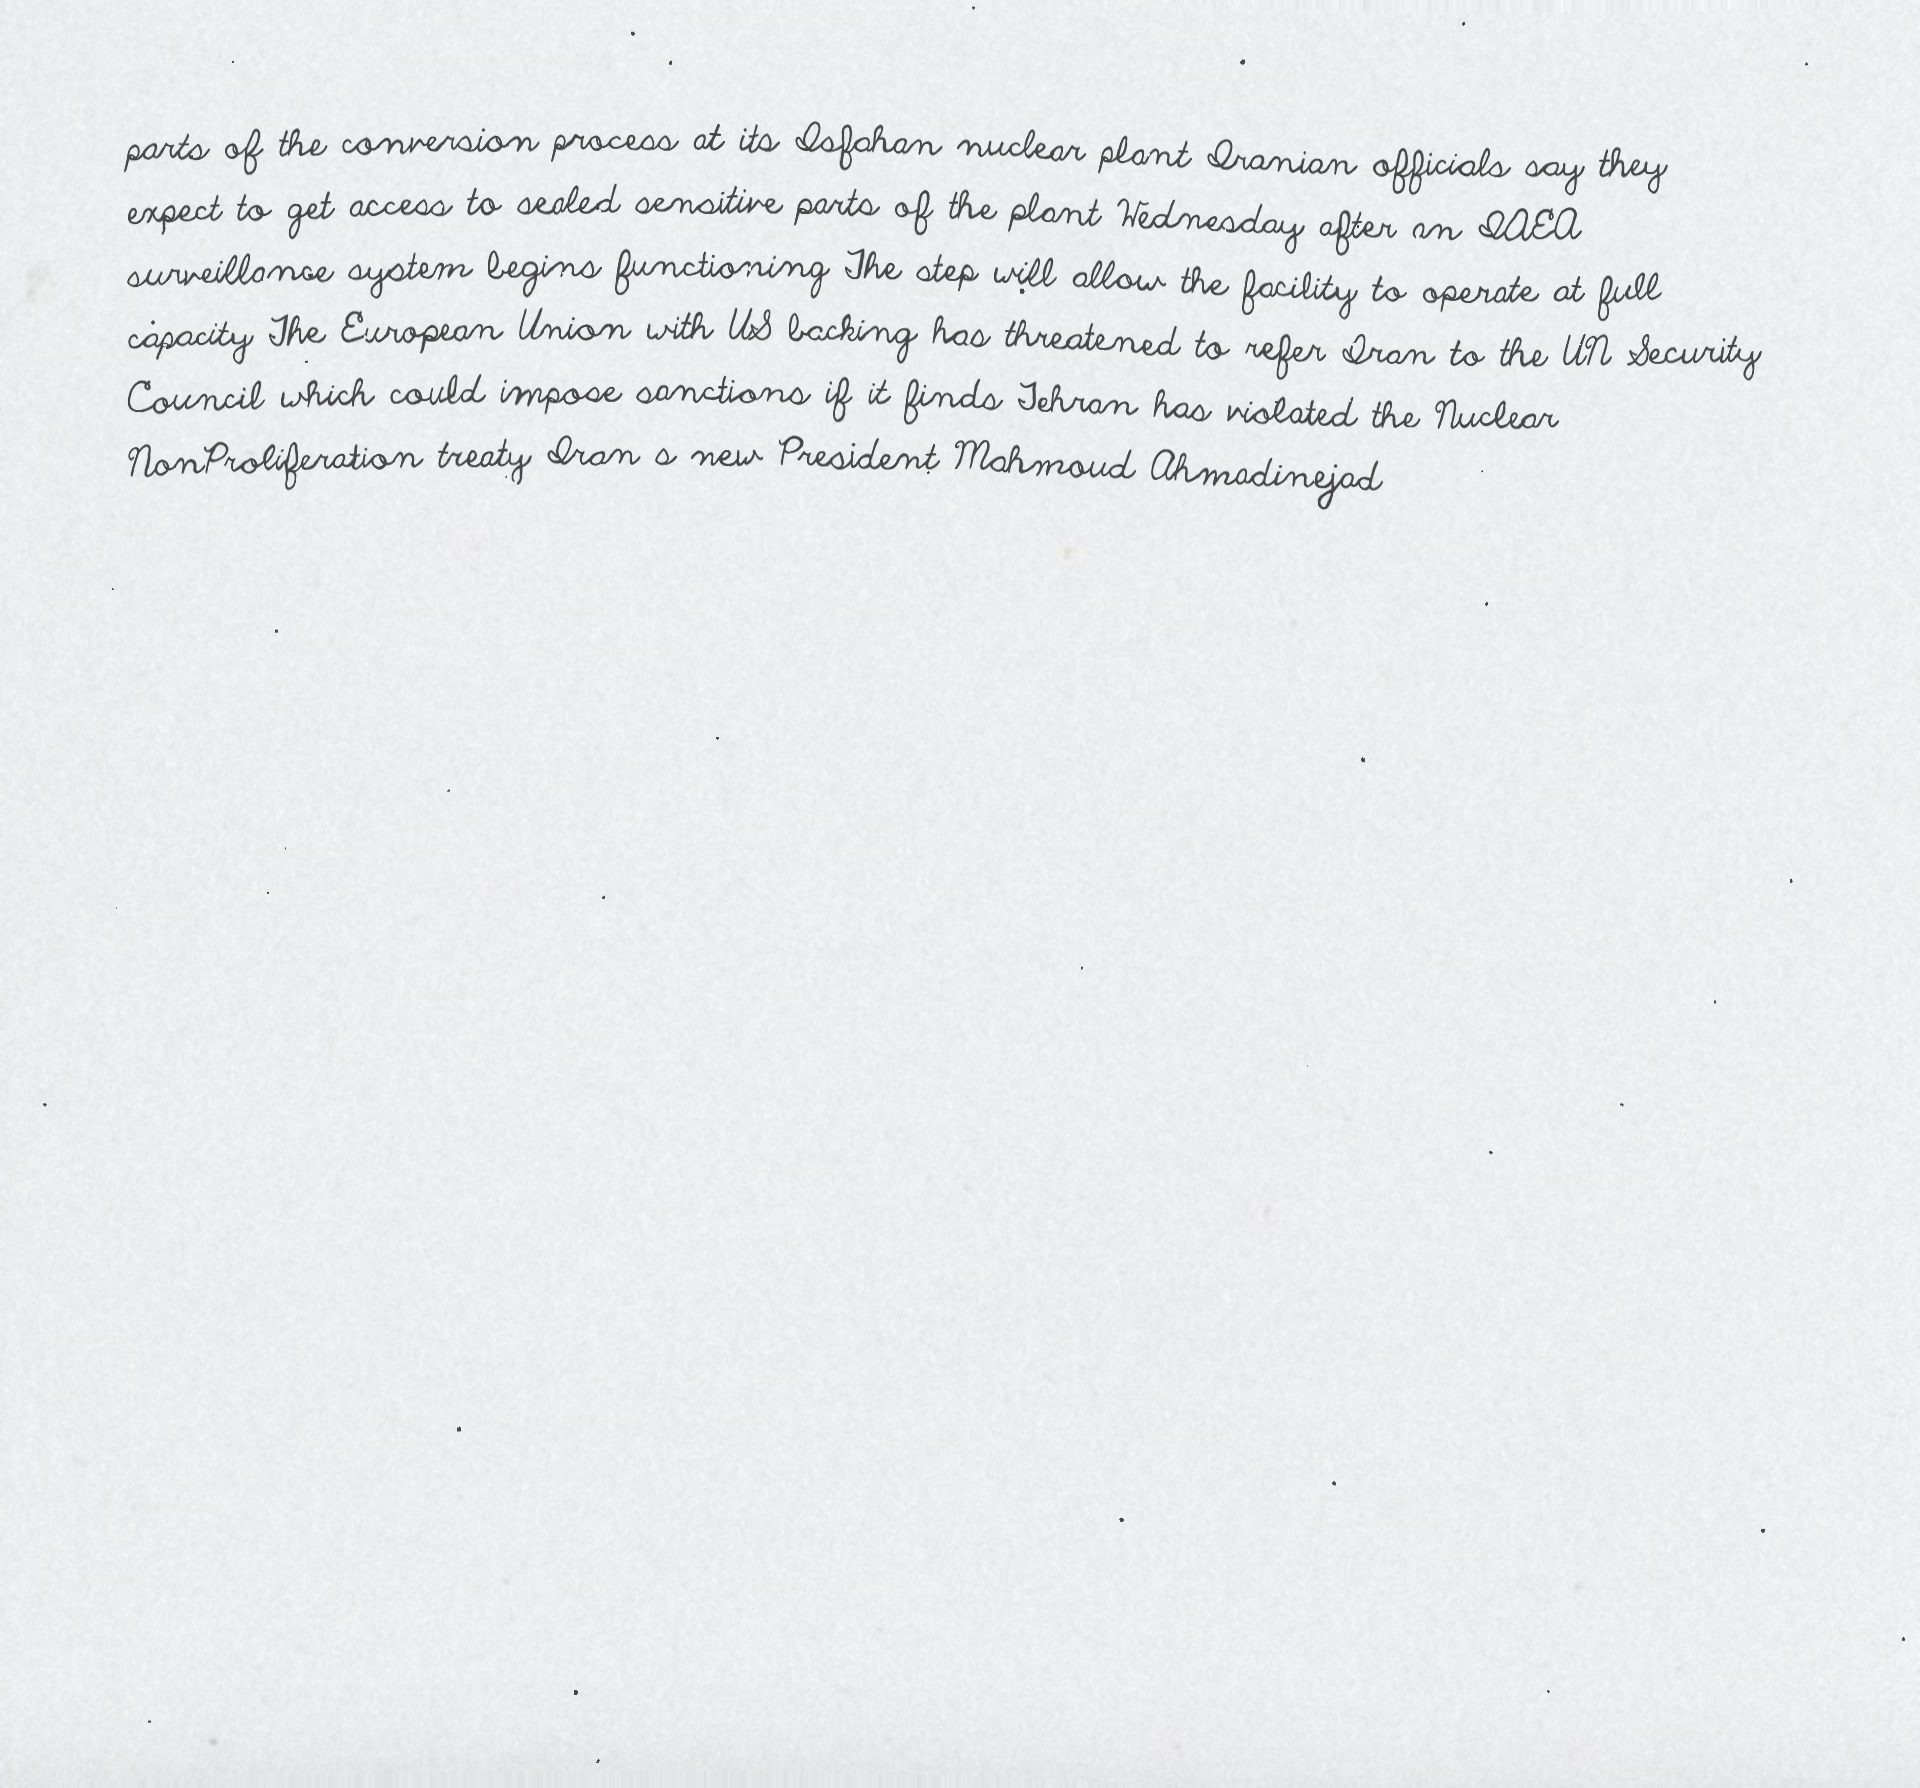 parts of the conversion process at its Isfahan nuclear plant Iranian officials say they
expect to get access to sealed sensitive parts of the plant Wednesday after an IAEA
surveillance system begins functioning The step will allow the facility to operate at full
capacity The European Union with US backing has threatened to refer Iran to the UN Security
Council which could impose sanctions if it finds Tehran has violated the Nuclear
NonProliferation treaty Iran s new President Mahmoud Ahmadinejad